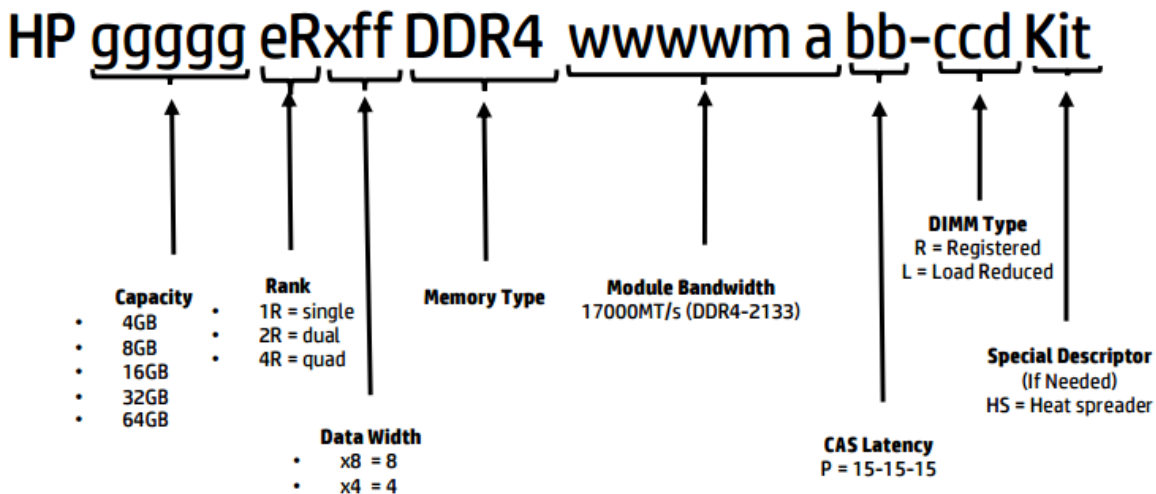 HP ggggg eRxff DDR4 wwwwm a bb-ccd Kit
Capacity
• 4GB
• 8GB
• 16GB
• 32GB
• 64GB
Rank
• 1R = single
• 2R = dual
• 4R = quad
Data Width
• x8 = 8
• x4 = 4
Memory Type
Module Bandwidth
17000MT/s (DDR4-2133)
CAS Latency
P = 15-15-15
DIMM Type
R = Registered
L = Load Reduced
Special Descriptor
(If Needed)
HS = Heat spreader